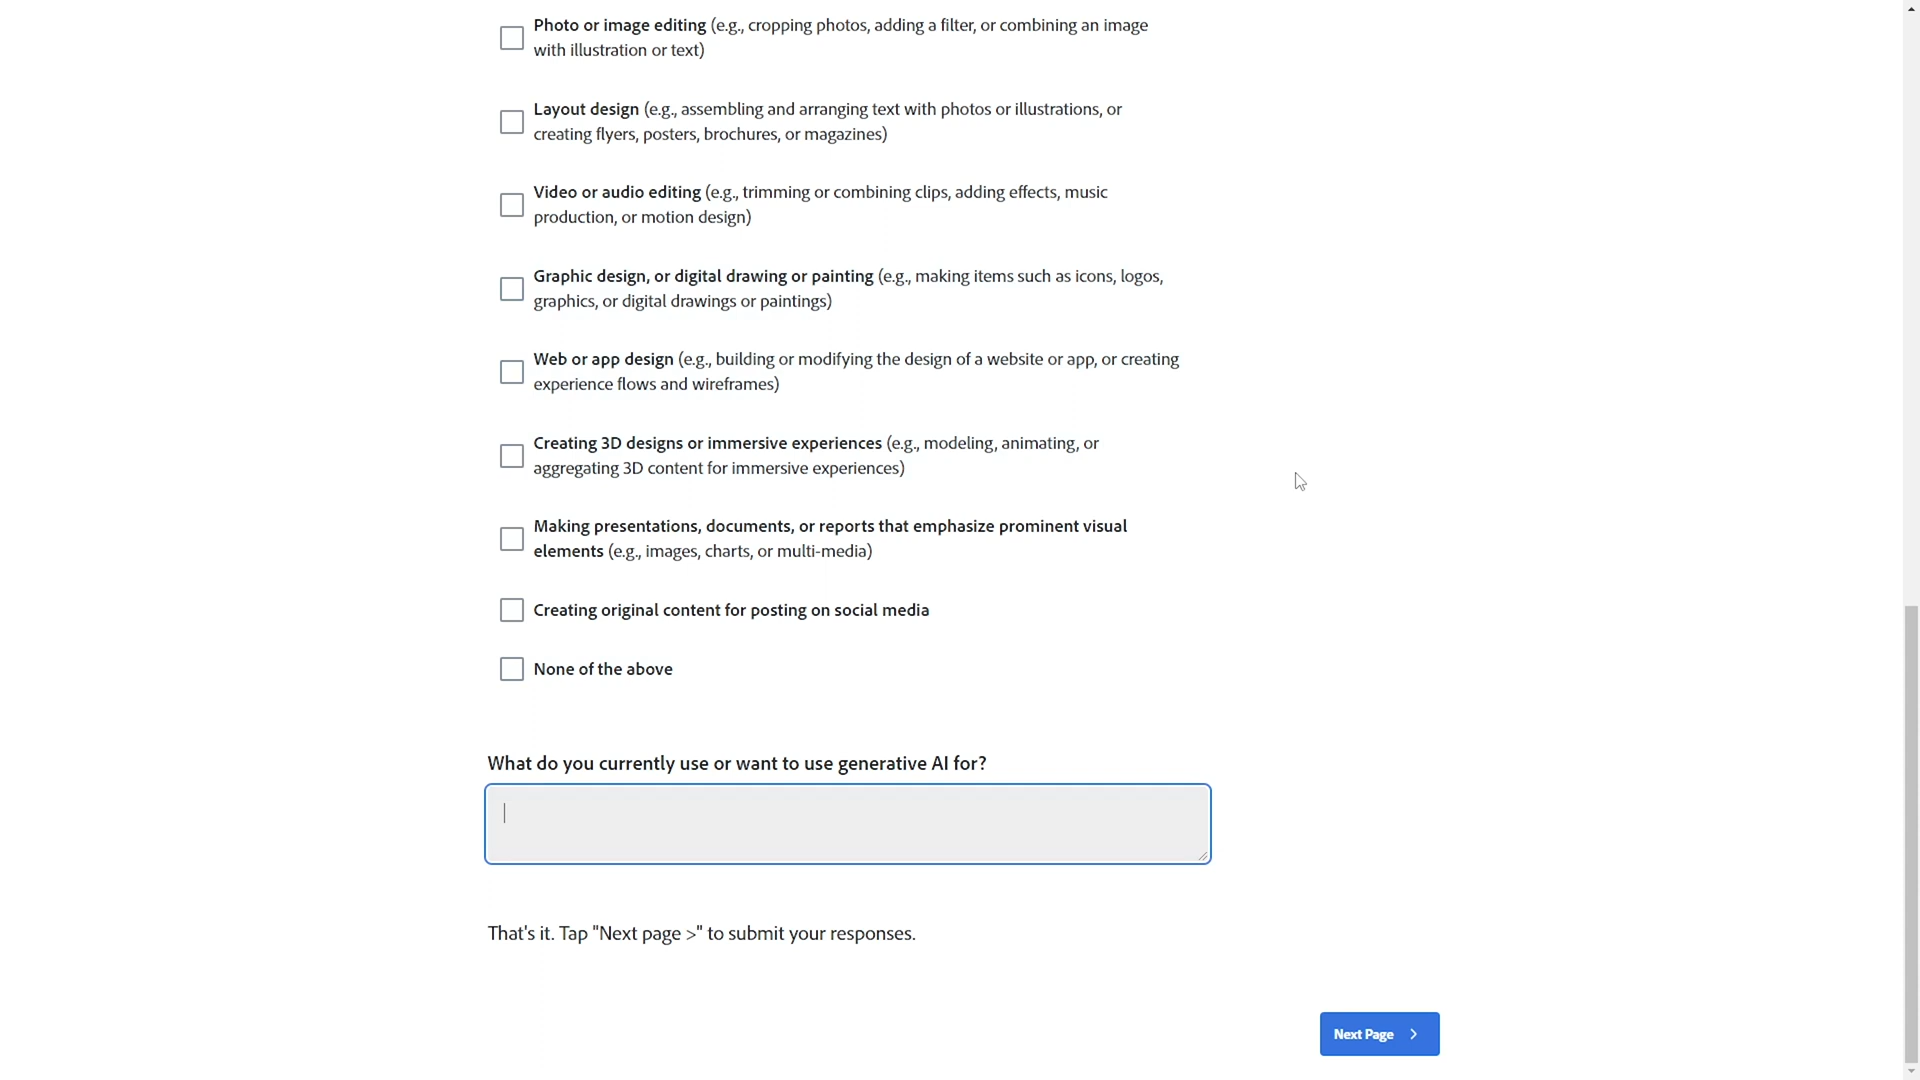 Photo or image editing (e.g., cropping photos, adding a filter, or combining an image
with illustration or text)
Layout design (e.g., assembling and arranging text with photos or illustrations, or
creating flyers, posters, brochures, or magazines)
Video or audio editing (e.g., trimming or combining clips, adding effects, music
production, or motion design)
Graphic design, or digital drawing or painting (e.g., making items such as icons, logos,
graphics, or digital drawings or paintings)
Web or app design (e.g., building or modifying the design of a website or app, or creating
experience flows and wireframes)
Creating 3D designs or immersive experiences (e.g., modeling, animating, or
aggregating 3D content for immersive experiences)
Making presentations, documents, or reports that emphasize prominent visual
elements (e.g., images, charts, or multi-media)
Creating original content for posting on social media
None of the above
What do you currently use or want to use generative AI for?
That's it. Tap "Next page >" to submit your responses.
Next Page